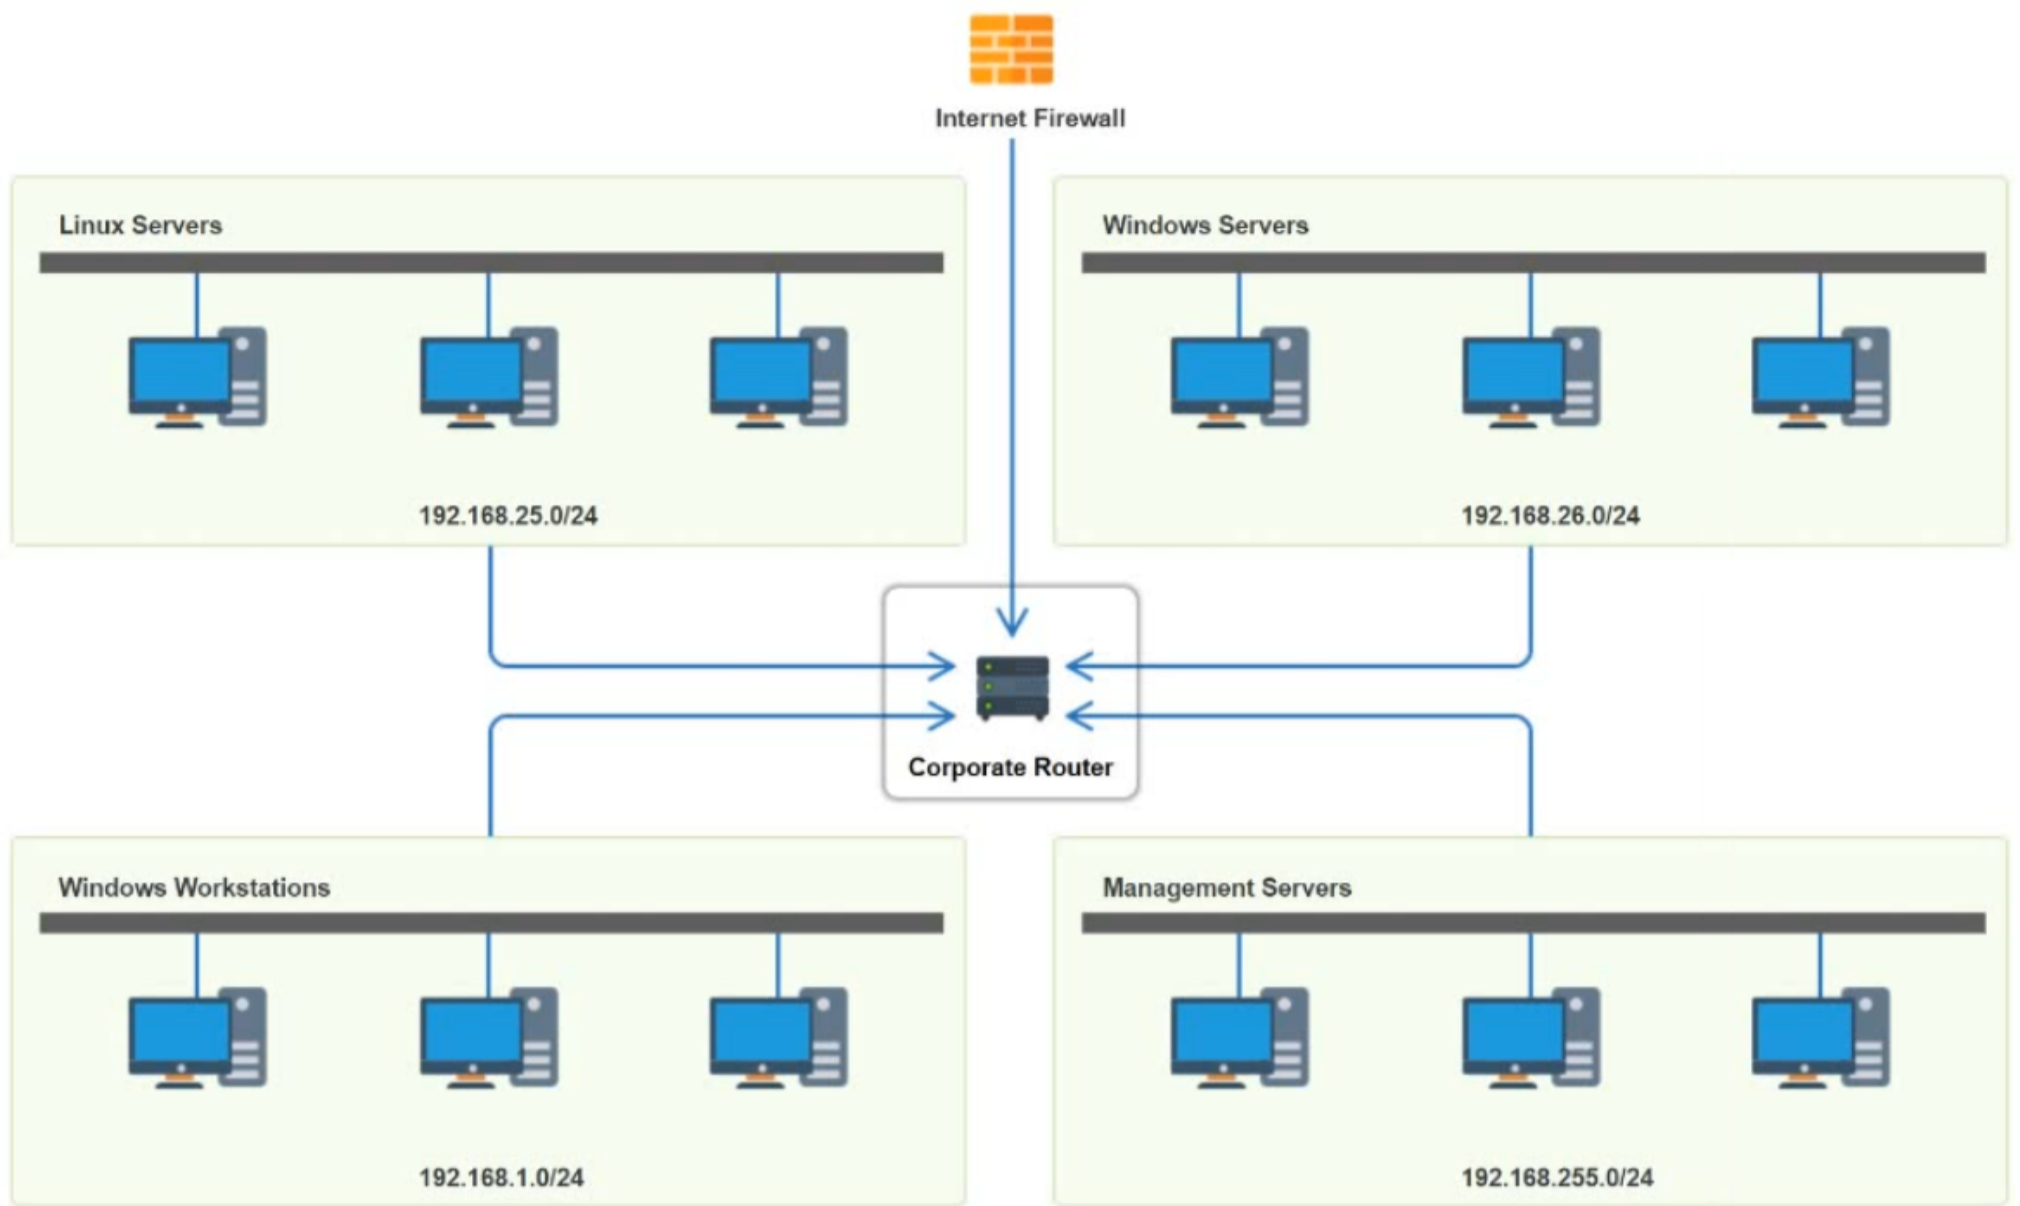 Internet Firewall
Linux Servers
Windows Servers
192.168.25.0/24
192.168.26.0/24
Corporate Router
Windows Workstations
Management Servers
192.168.1.0/24
192.168.255.0/24